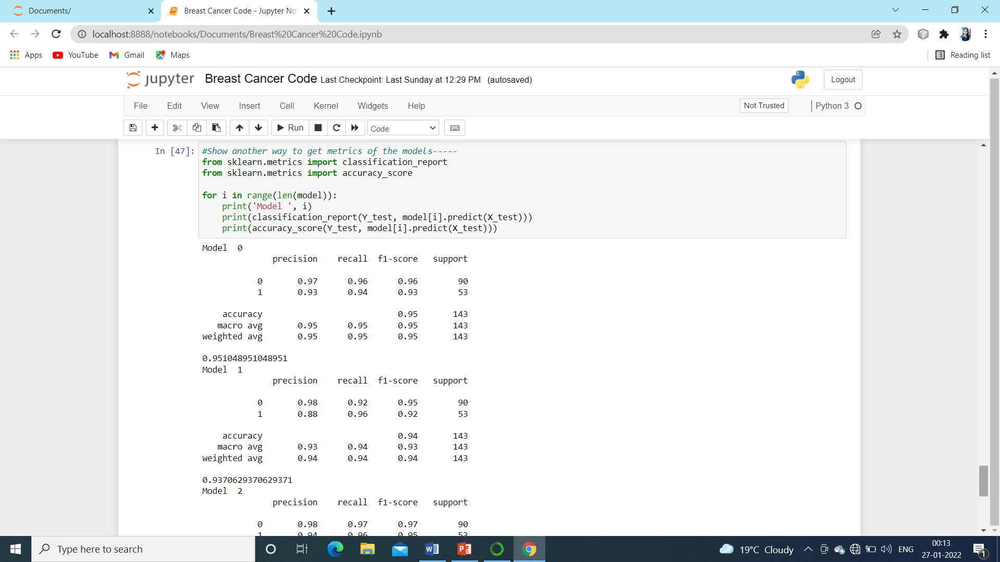 Documents/
Breast Cancer Code - Jupyter No
localhost:8888/notebooks/Documents/Breast%20Cancer%20Code.ipynb
Apps YouTube Gmail Maps Reading list
jupyter Breast Cancer Code Last Checkpoint: Last Sunday at 12:29 PM (autosaved) Logout
File Edit View Insert Cell Kernel Widgets Help Not Trusted Python 3
Run Code
In [47]: #Show another way to get metrics of the models-----
from sklearn.metrics import classification_report
from sklearn.metrics import accuracy_score
for i in range(len(model)):
print('Model ', i)
print(classification_report(Y_test, model[i].predict(X_test)))
print(accuracy_score(Y_test, model[i].predict(X_test)))
Model 0
precision recall f1-score support
0 0.97 0.96 0.96 90
1 0.93 0.94 0.93 53
accuracy 0.95 143
macro avg 0.95 0.95 0.95 143
weighted avg 0.95 0.95 0.95 143
0.951048951048951
Model 1
precision recall f1-score support
0 0.98 0.92 0.95 90
1 0.88 0.96 0.92 53
accuracy 0.94 143
macro avg 0.93 0.94 0.93 143
weighted avg 0.94 0.94 0.94 143
0.9370629370629371
Model 2
precision recall f1-score support
0 0.98 0.97 0.97 90
1 0.94 0.96 0.95 53
Type here to search
19°C Cloudy
ENG
00:13
27-01-2022
1